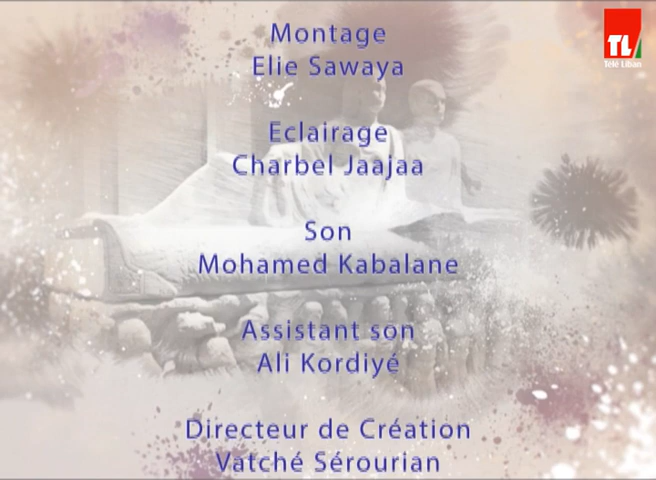 Montage
Elie Sawaya
Eclairage
Charbel Jaajaa
Son
Mohamed Kabalane
Assistant son
Ali Kordiyé
Directeur de Création
Vatché Sérourian
TL
Télé Liban